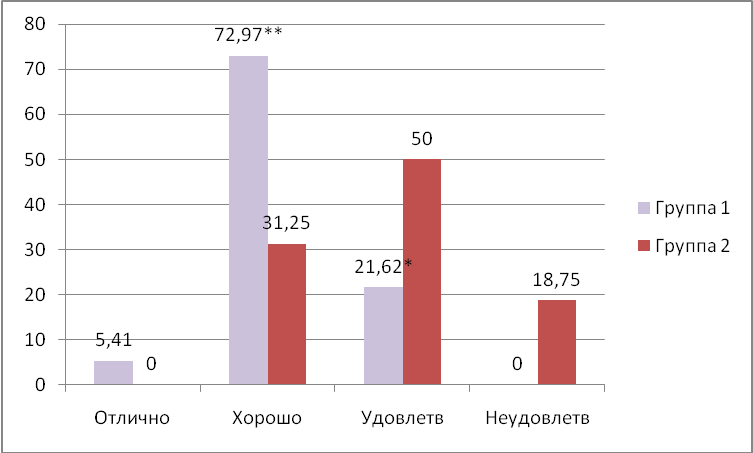 80
70
60
50
40
30
20
10
0
5,41
0
72,97**
31,25
21,62*
50
0
18,75
Отлично
Хорошо
Удовлетв
Неудовлетв
Группа 1
Группа 2